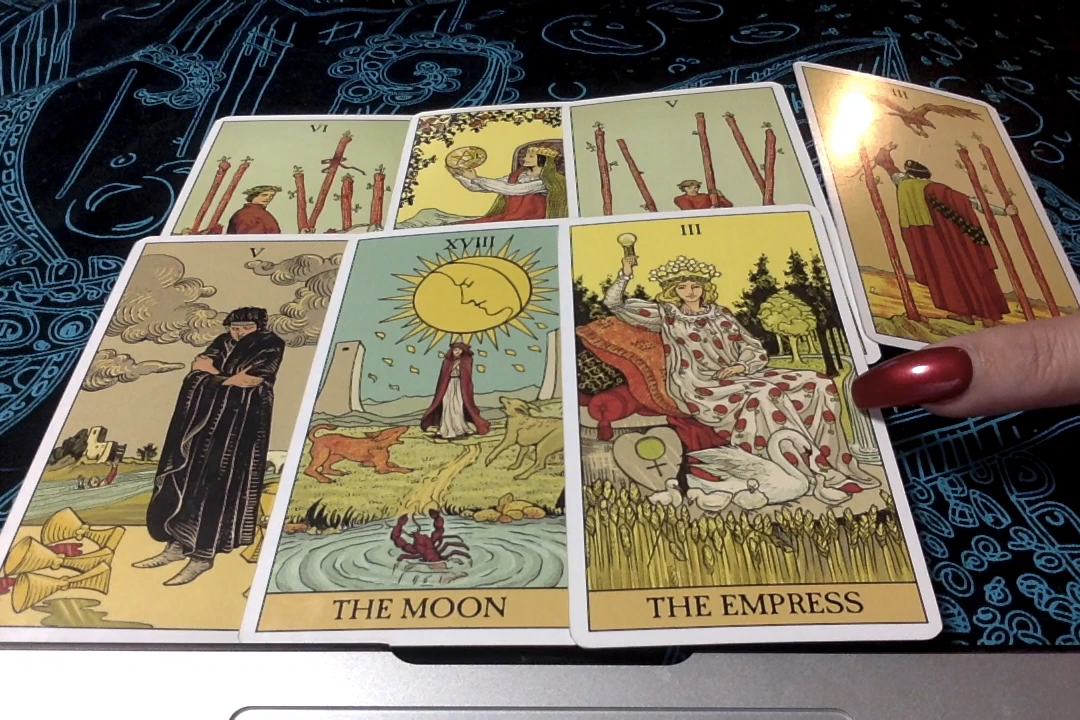 VI
V
III
V
XVIII
III
THE MOON
THE EMPRESS